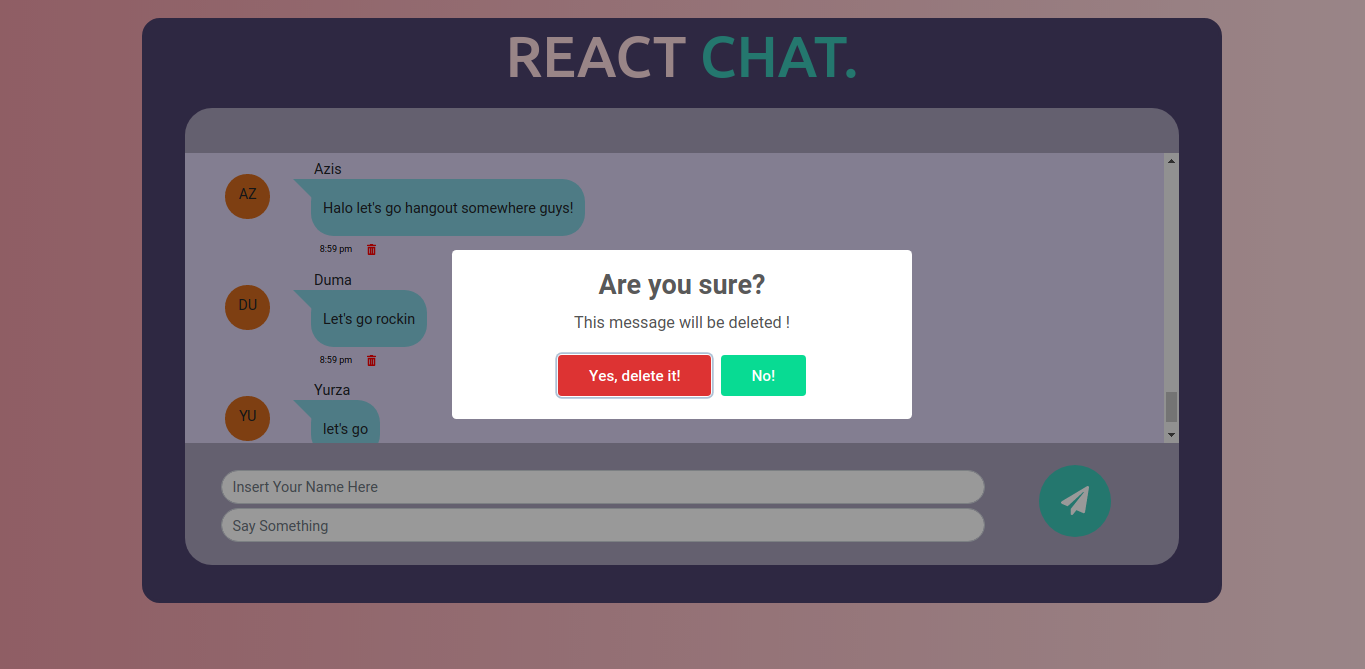 REACT CHAT.
Azis
AZ
Halo let's go hangout somewhere guys!
8:59 pm
Duma
DU
Let's go rockin
8:59 pm
Yurza
YU
let's go
Are you sure?
This message will be deleted !
Yes, delete it! No!
Insert Your Name Here
Say Something